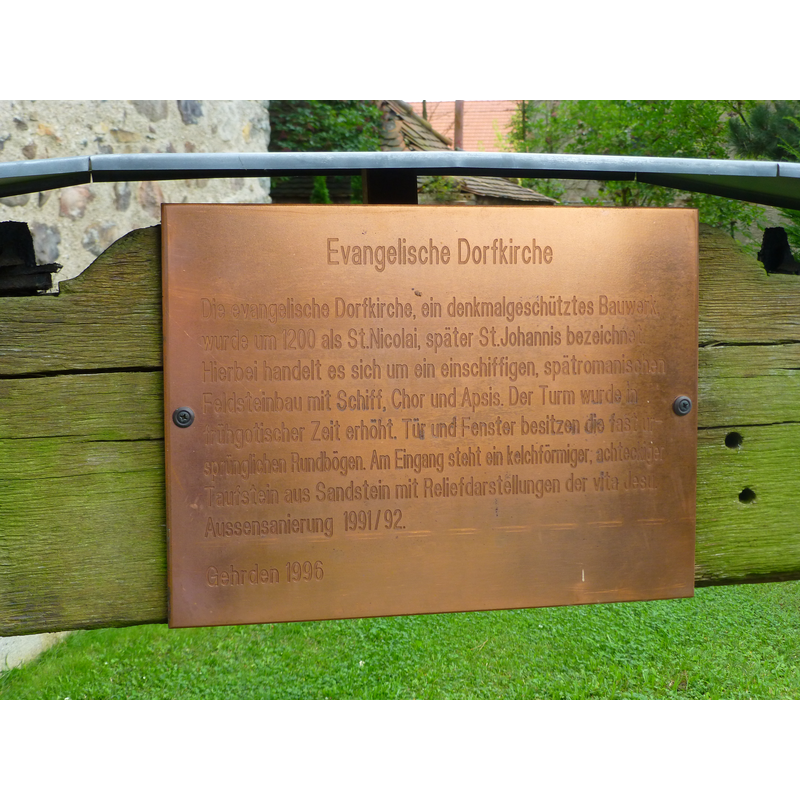 Evangelische Dorfkirche
Die evangelische Dorfkirche, ein denkmalgeschütztes Bauwerk,
wurde um 1200 als St.Nicolai, später St.Johannis bezeichnet.
Hierbei handelt es sich um ein einschiffigen, spätromanischen
Feldsteinbau mit Schiff, Chor und Apsis. Der Turm wurde in
frühgotischer Zeit erhöht. Tür und Fenster besitzen die fast ur-
sprünglichen Rundbögen. Am Eingang steht ein kelchförmiger, achteckiger
Taufstein aus Sandstein mit Reliefdarstellungen der vita Jesu.
Aussensanierung 1991/92.
Gehrden 1996